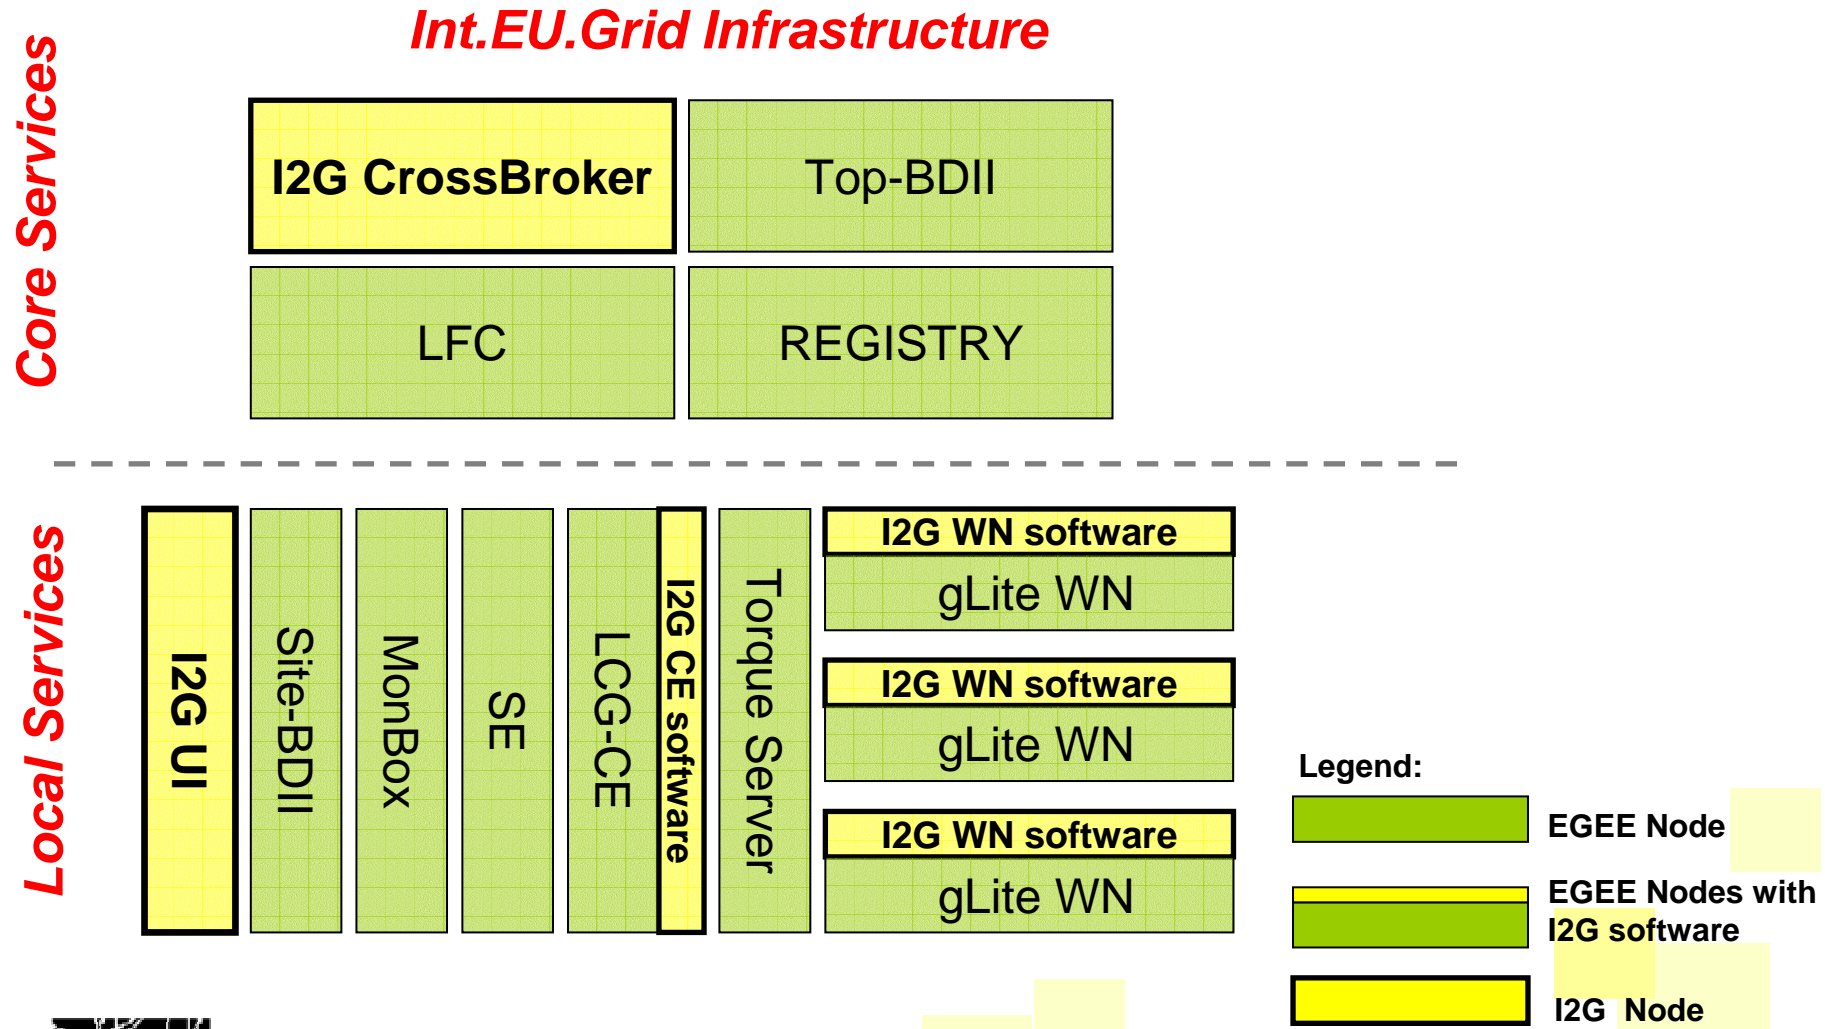 Int.EU.Grid Infrastructure
Core Services
I2G CrossBroker
Top-BDII
LFC
REGISTRY
Local Services
I2G UI
Site-BDII
MonBox
SE
LCG-CE
I2G CE software
Torque Server
I2G WN software
gLite WN
I2G WN software
gLite WN
I2G WN software
gLite WN
Legend:
EGEE Node
EGEE Nodes with
I2G software
I2G Node